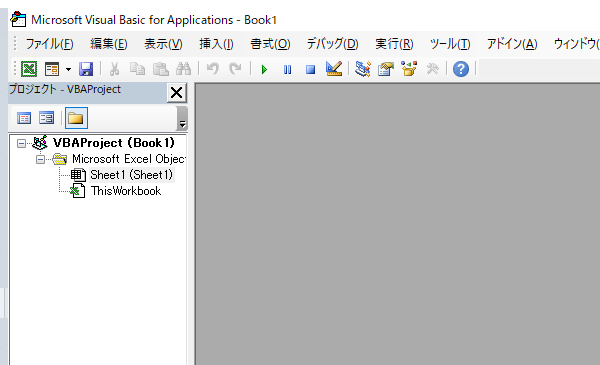 Microsoft Visual Basic for Applications - Book1
ファイル(F) 編集(E) 表示(V) 挿入(I) 書式(O) デバッグ(D) 実行(R) ツール(T) アドイン(A) ウィンドウ(
プロジェクト - VBAProject
VBAProject (Book1)
Microsoft Excel Objec
Sheet1 (Sheet1)
ThisWorkbook